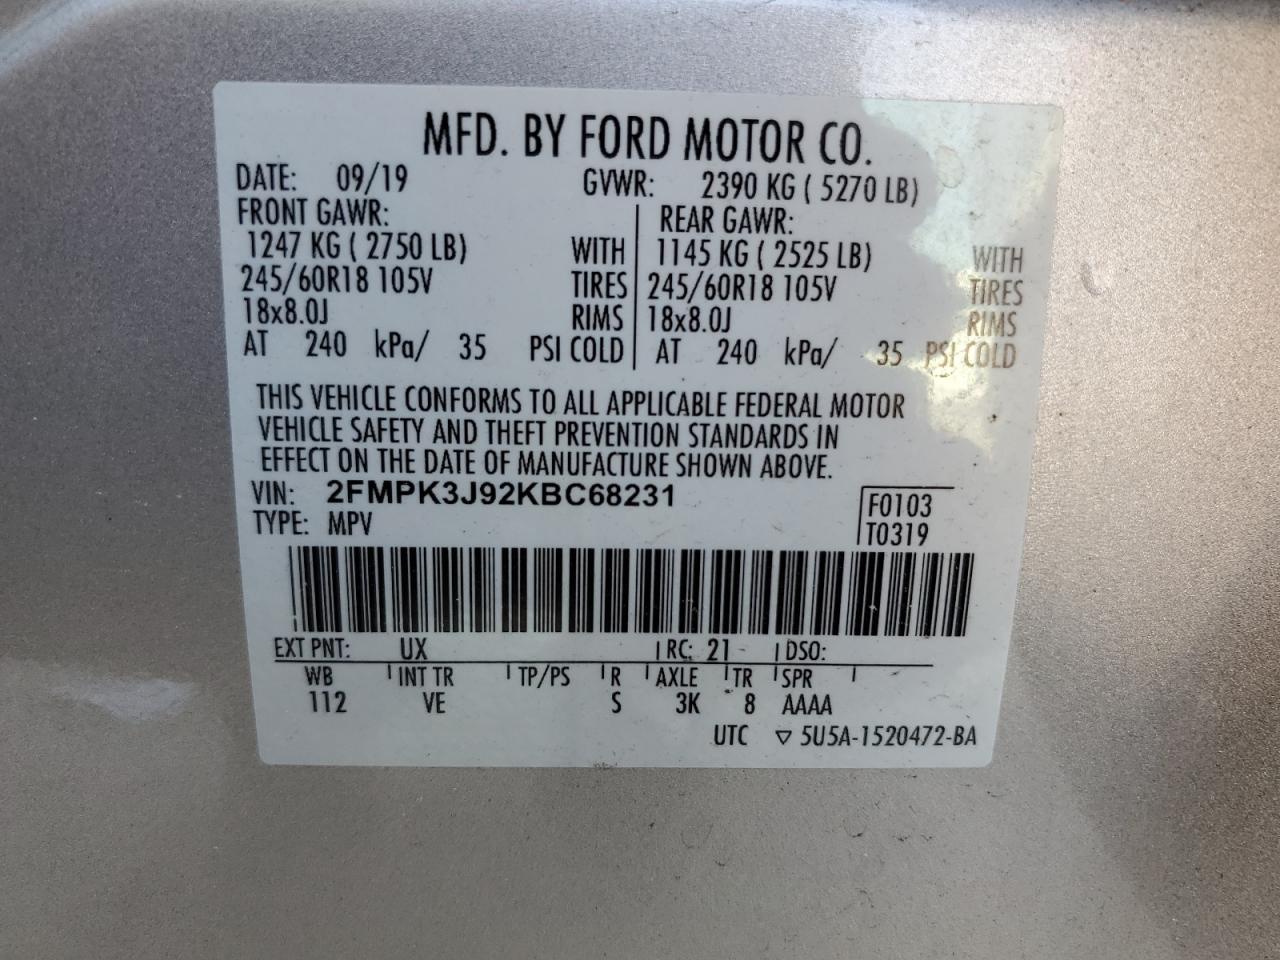 MFD. BY FORD MOTOR CO.
DATE: 09/19 GVWR: 2390 KG ( 5270 LB)
FRONT GAWR: REAR GAWR:
1247 KG ( 2750 LB) WITH 1145 KG ( 2525 LB) WITH
245/60R18 105V TIRES 245/60R18 105V TIRES
18x8.0J RIMS 18x8.0J RIMS
AT 240 kPa/ 35 PSI COLD AT 240 kPa/ 35 PSI COLD
THIS VEHICLE CONFORMS TO ALL APPLICABLE FEDERAL MOTOR
VEHICLE SAFETY AND THEFT PREVENTION STANDARDS IN
EFFECT ON THE DATE OF MANUFACTURE SHOWN ABOVE.
VIN: 2FMPK3J92KBC68231 F0103
TYPE: MPV T0319
EXT PNT: UX RC: 21 DSO:
WB INT TR TP/PS R AXLE TR SPR
112 VE S 3K 8 AAAA
UTC ▽ 5U5A-1520472-BA